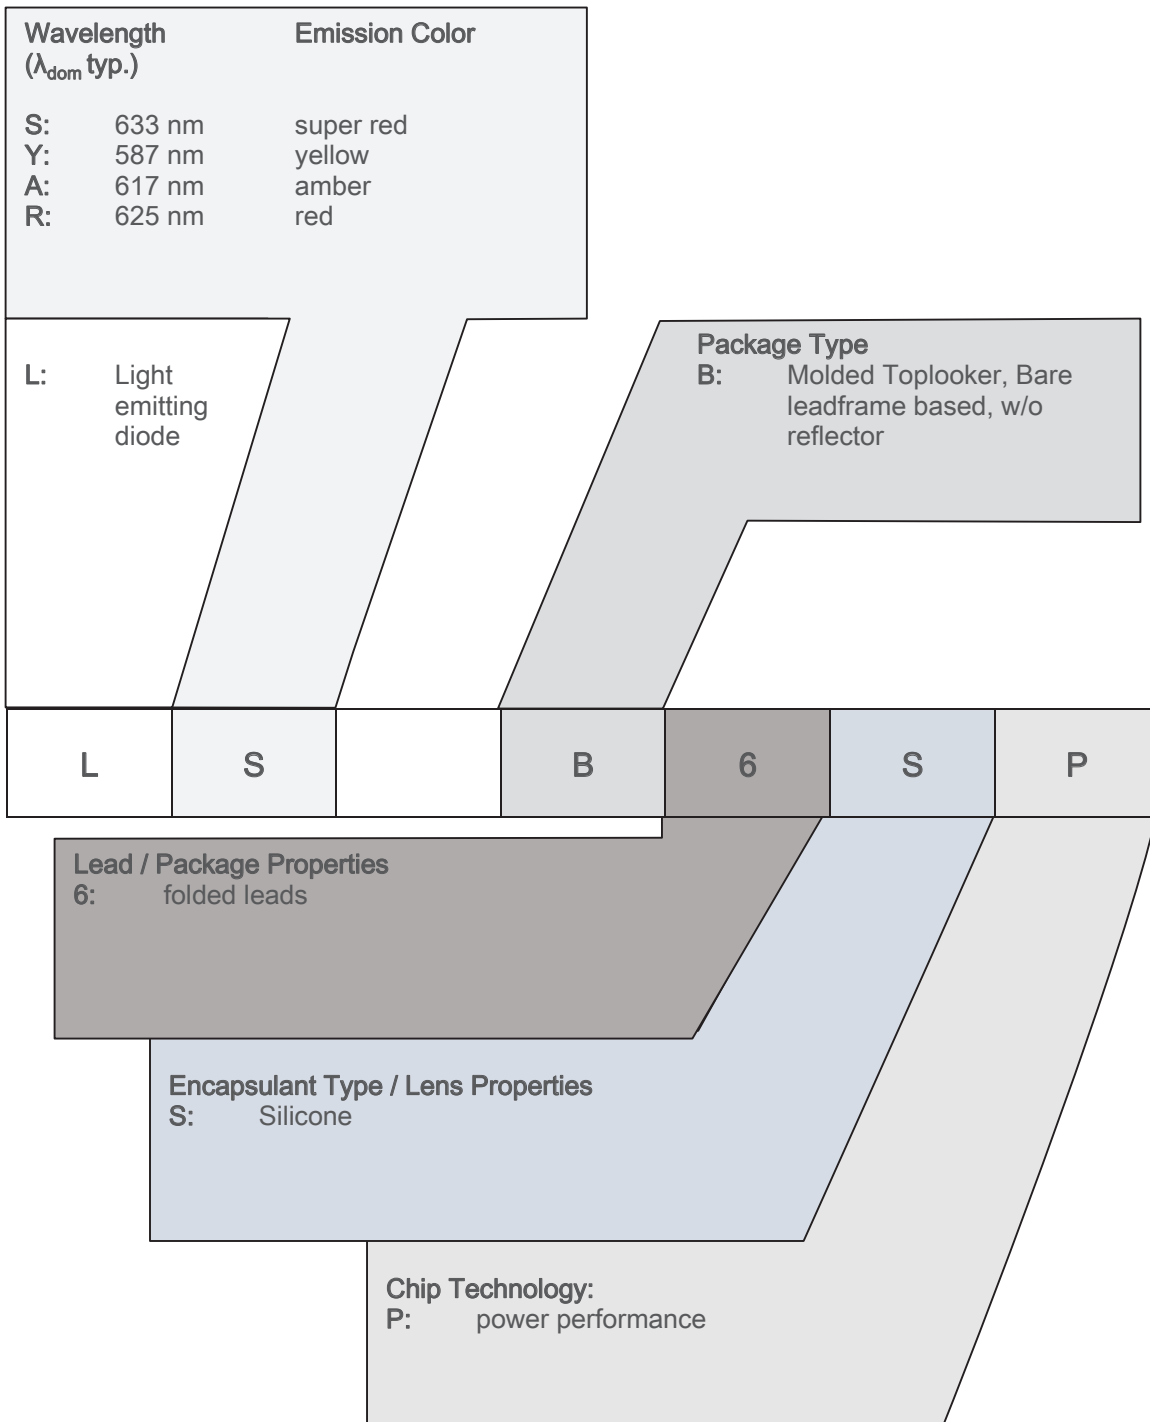 Wavelength Emission Color
(λdom typ.)
S: 633 nm super red
Y: 587 nm yellow
A: 617 nm amber
R: 625 nm red
L: Light
emitting
diode
Package Type
B: Molded Toplooker, Bare
leadframe based, w/o
reflector
L S B 6 S P
Lead / Package Properties
6: folded leads
Encapsulant Type / Lens Properties
S: Silicone
Chip Technology:
P: power performance